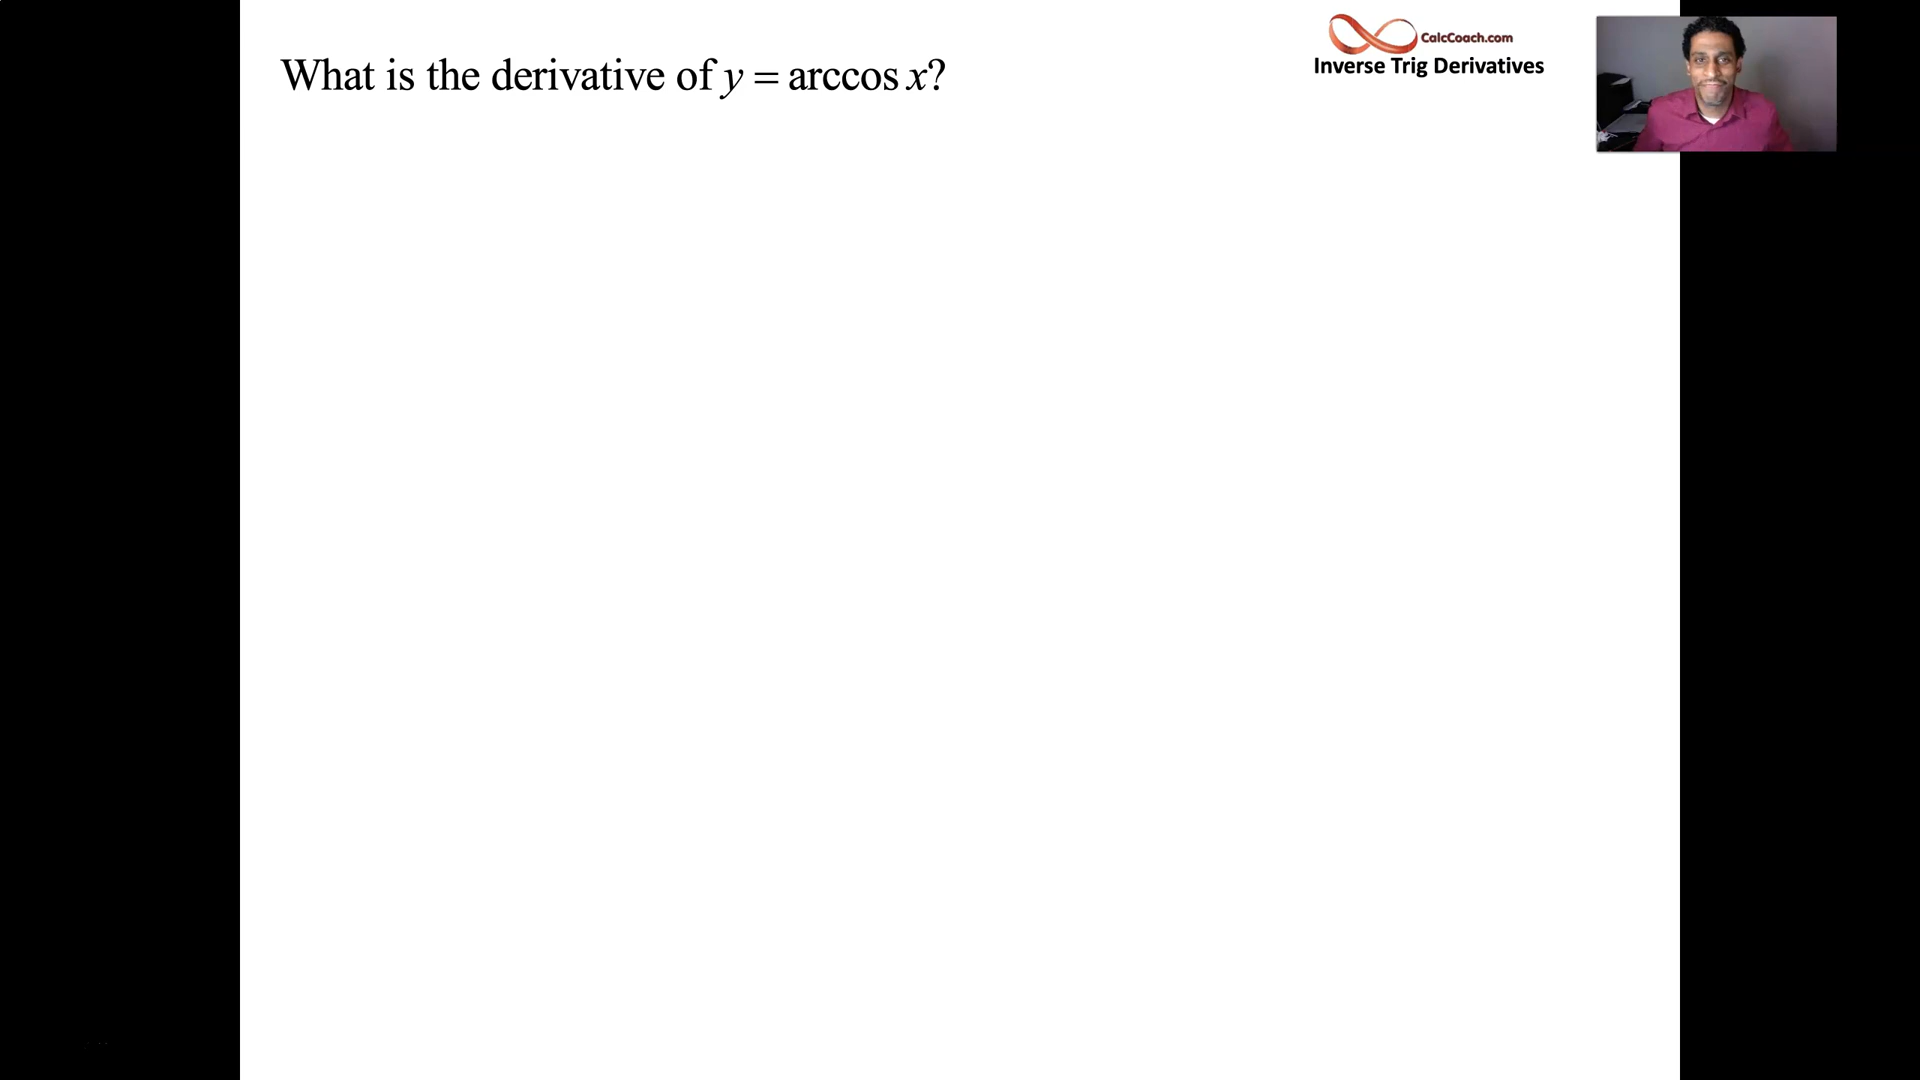 What is the derivative of y = arccos x?
CalcCoach.com
Inverse Trig Derivatives